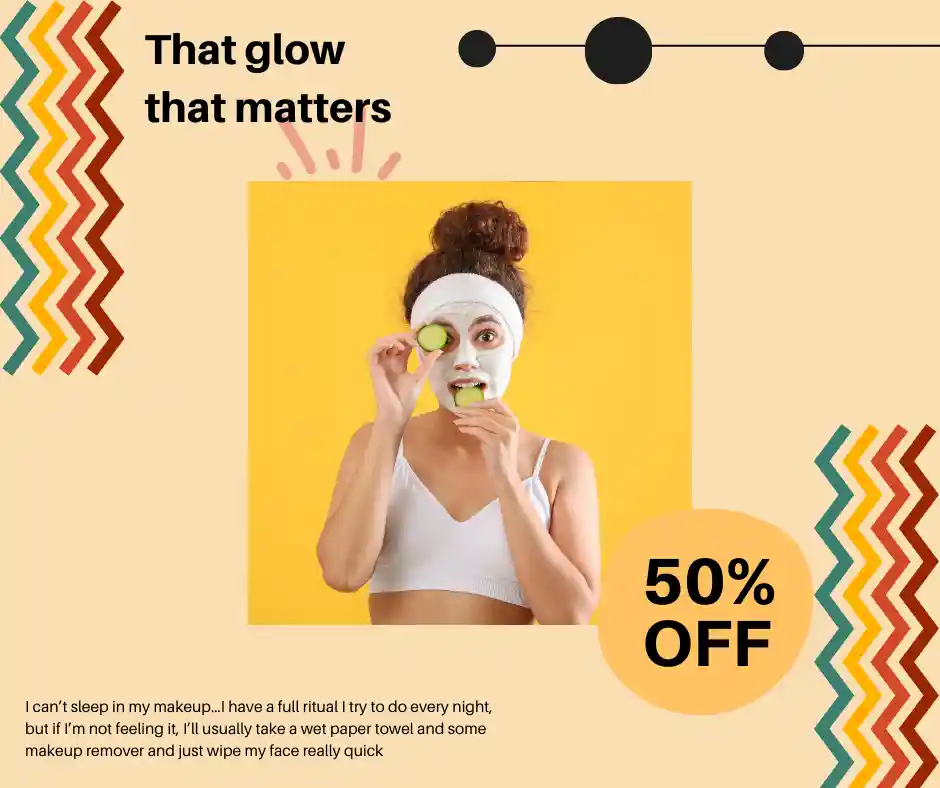 That glow
that matters
50%
OFF
I can’t sleep in my makeup...I have a full ritual I try to do every night,
but if I’m not feeling it, I’ll usually take a wet paper towel and some
makeup remover and just wipe my face really quick